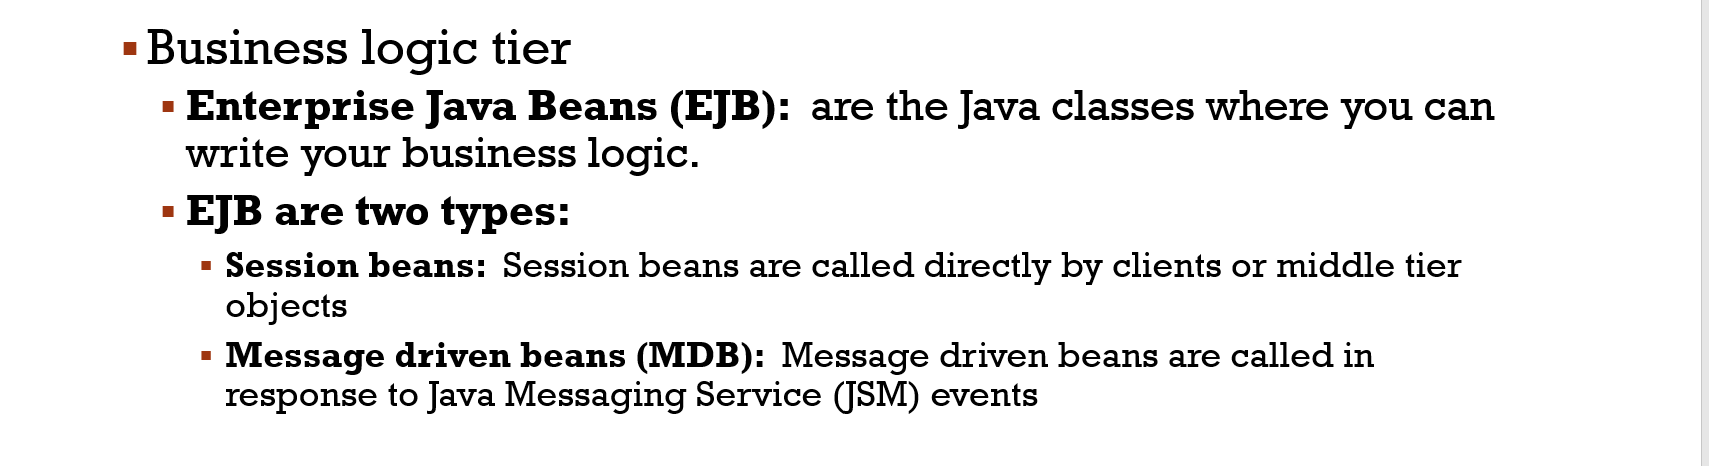 Business logic tier
Enterprise Java Beans (EJB): are the Java classes where you can
write your business logic.
EJB are two types:
Session beans: Session beans are called directly by clients or middle tier
objects
Message driven beans (MDB): Message driven beans are called in
response to Java Messaging Service (JSM) events